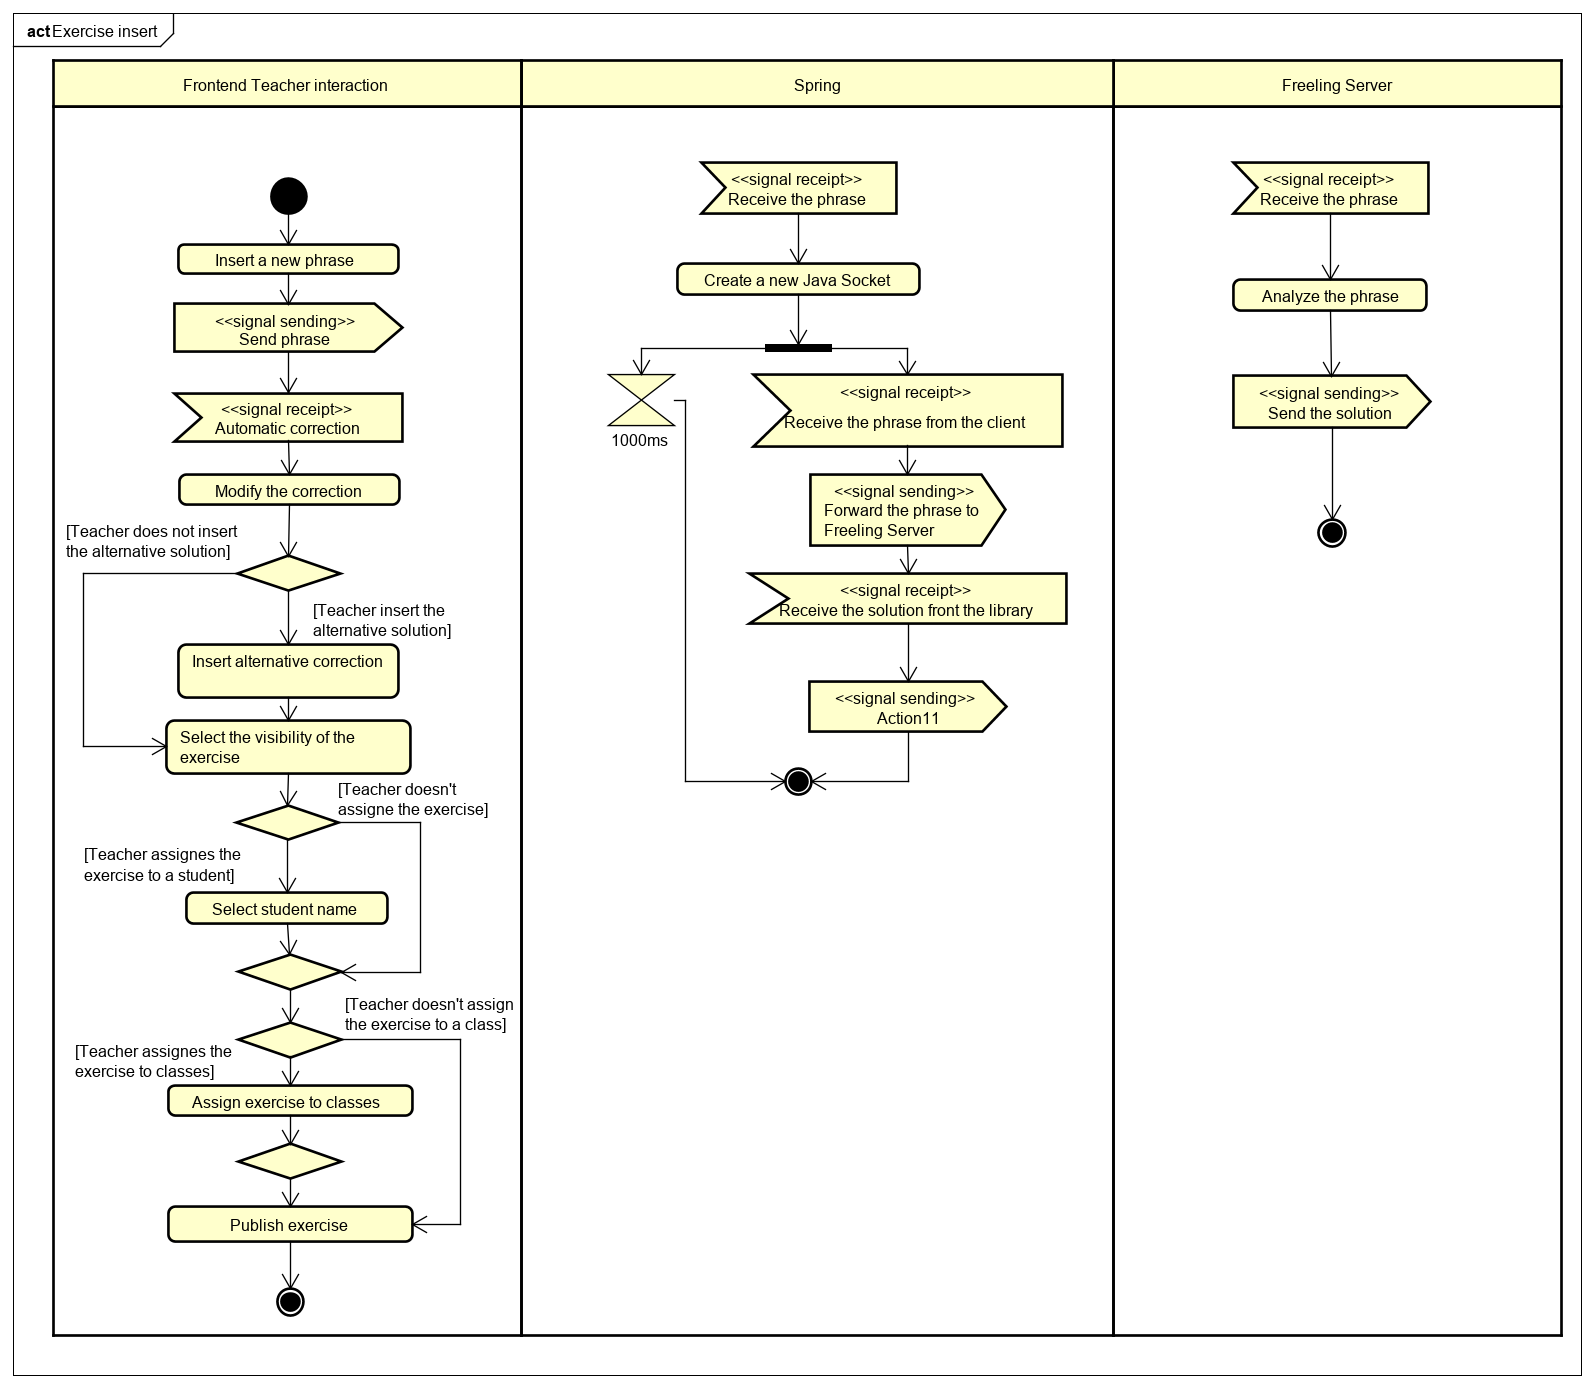 act Exercise insert
Frontend Teacher interaction
Spring
Freeling Server
Insert a new phrase
<<signal sending>>
Send phrase
<<signal receipt>>
Automatic correction
Modify the correction
[Teacher does not insert
the alternative solution]
[Teacher insert the
alternative solution]
Insert alternative correction
Select the visibility of the
exercise
[Teacher doesn't
assigne the exercise]
[Teacher assignes the
exercise to a student]
Select student name
[Teacher doesn't assign
the exercise to a class]
[Teacher assignes the
exercise to classes]
Assign exercise to classes
Publish exercise
<<signal receipt>>
Receive the phrase
Create a new Java Socket
1000ms
<<signal receipt>>
Receive the phrase from the client
<<signal sending>>
Forward the phrase to
Freeling Server
<<signal receipt>>
Receive the solution front the library
<<signal sending>>
Action11
<<signal receipt>>
Receive the phrase
Analyze the phrase
<<signal sending>>
Send the solution